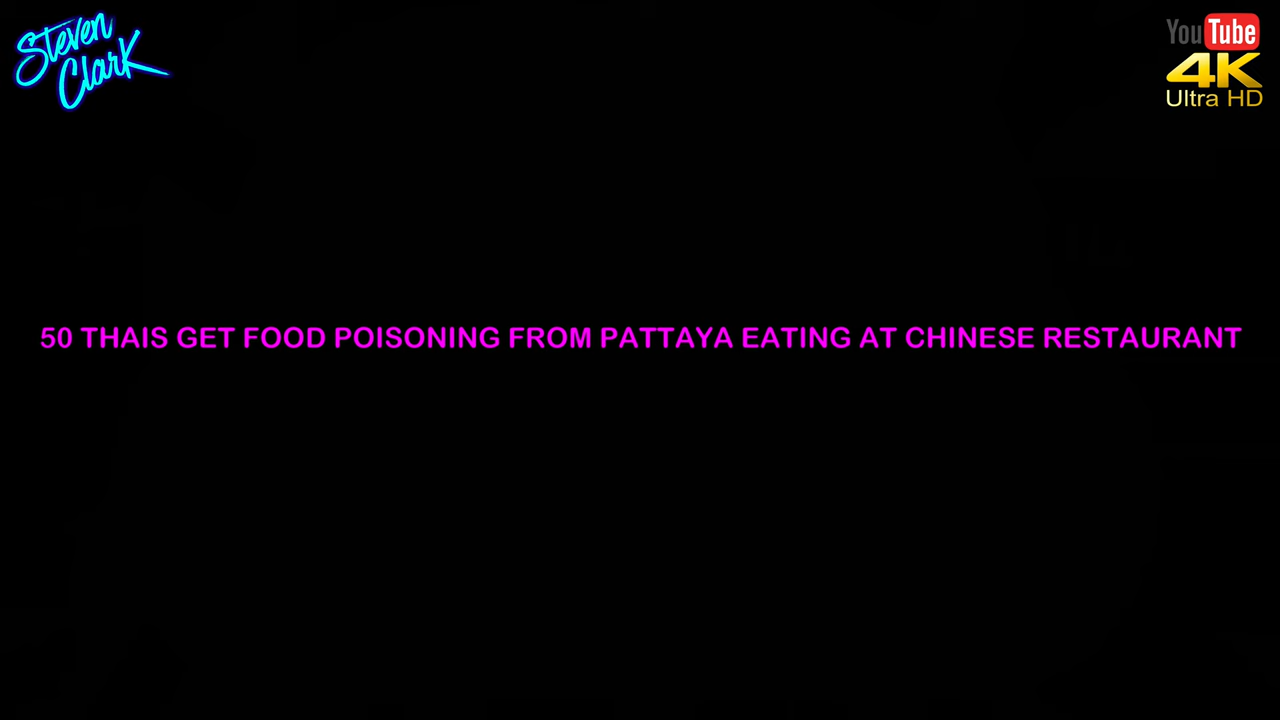 Steven
Clark
YouTube
4K
Ultra HD
50 THAIS GET FOOD POISONING FROM PATTAYA EATING AT CHINESE RESTAURANT